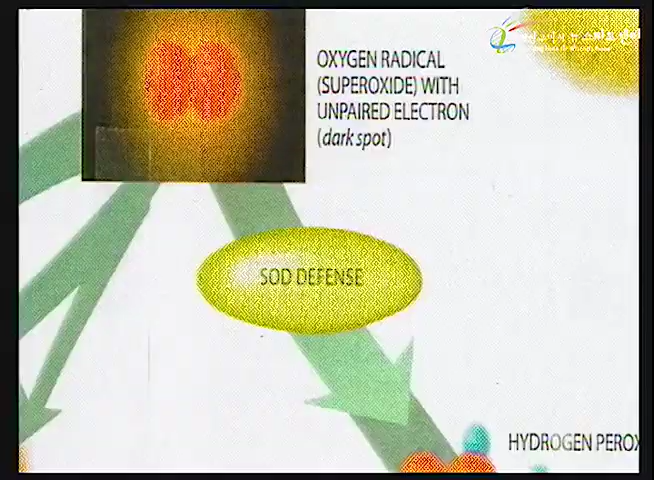 OXYGEN RADICAL
(SUPEROXIDE) WITH
UNPAIRED ELECTRON
(dark spot)
SOD DEFENSE
HYDROGEN PEROX